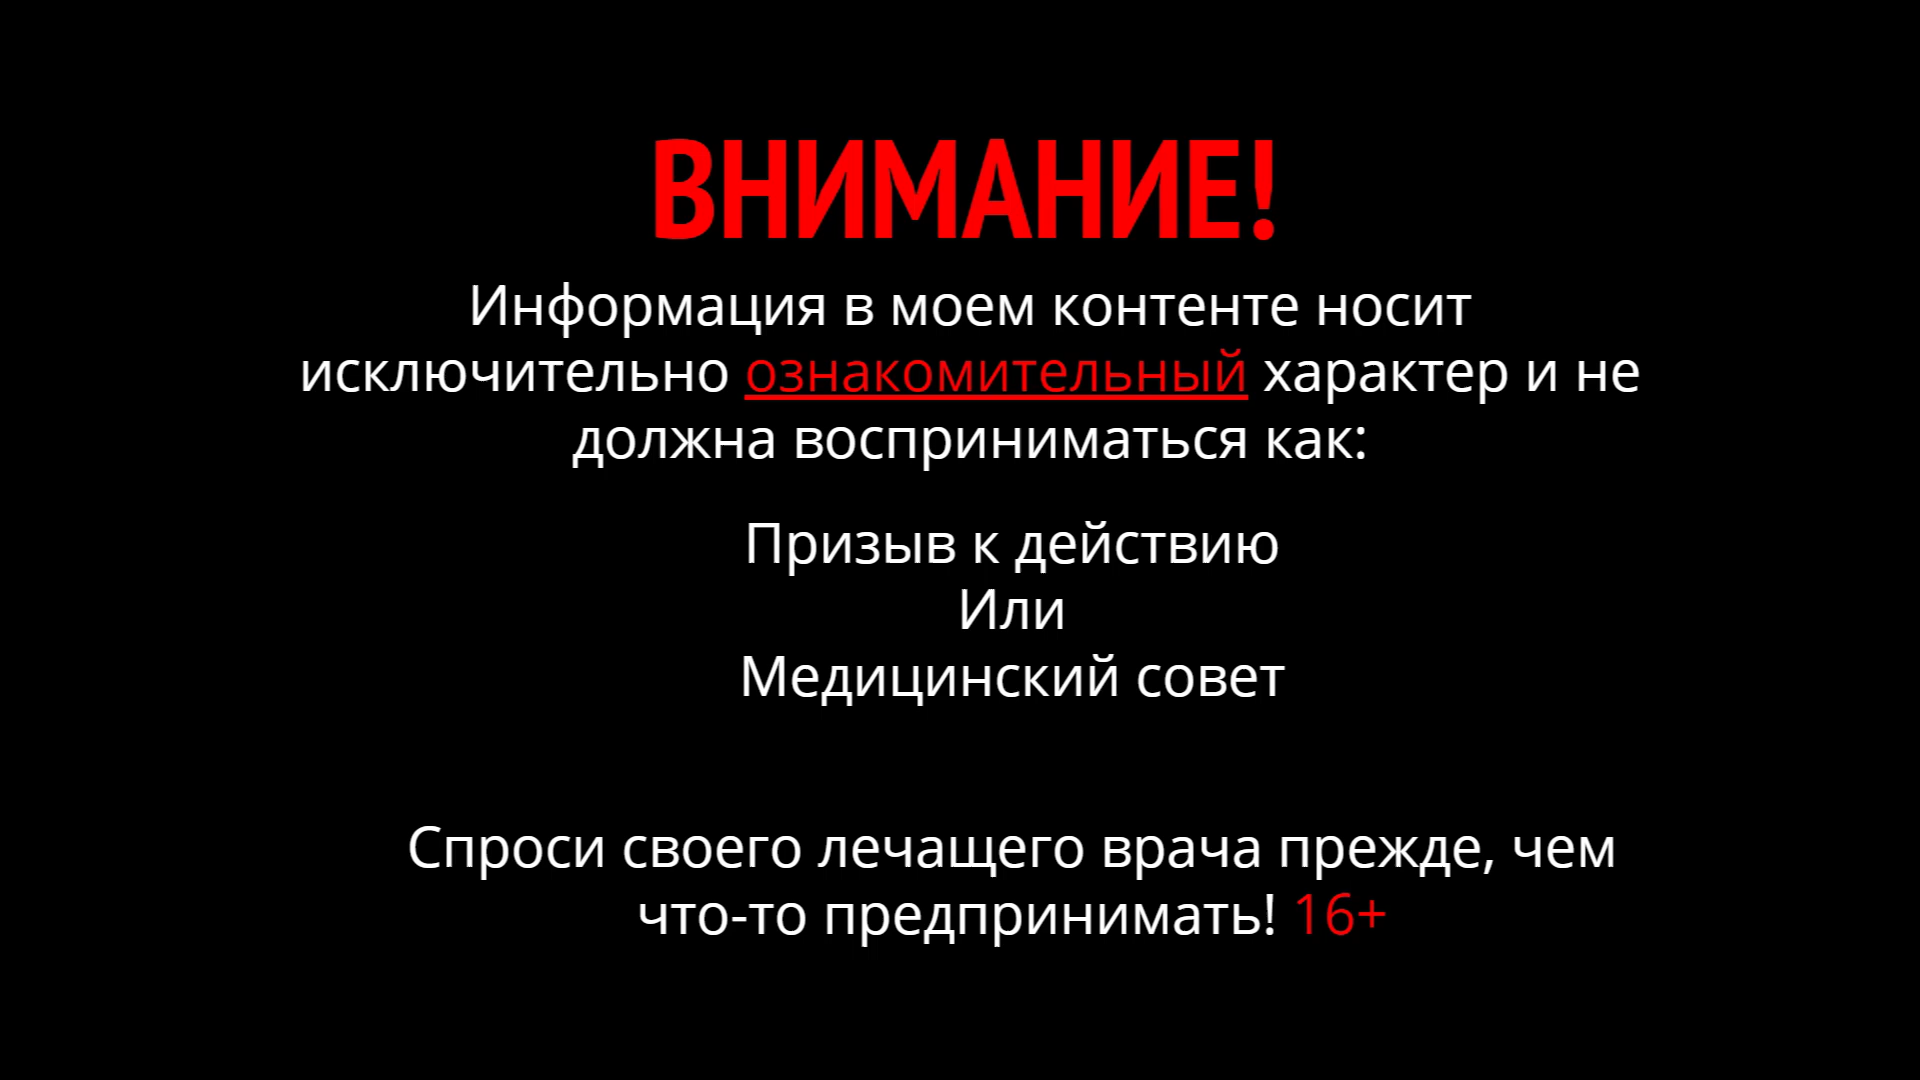 ВНИМАНИЕ!
Информация в моем контенте носит
исключительно ознакомительный характер и не
должна восприниматься как:
Призыв к действию
Или
Медицинский совет
Спроси своего лечащего врача прежде, чем
что-то предпринимать! 16+